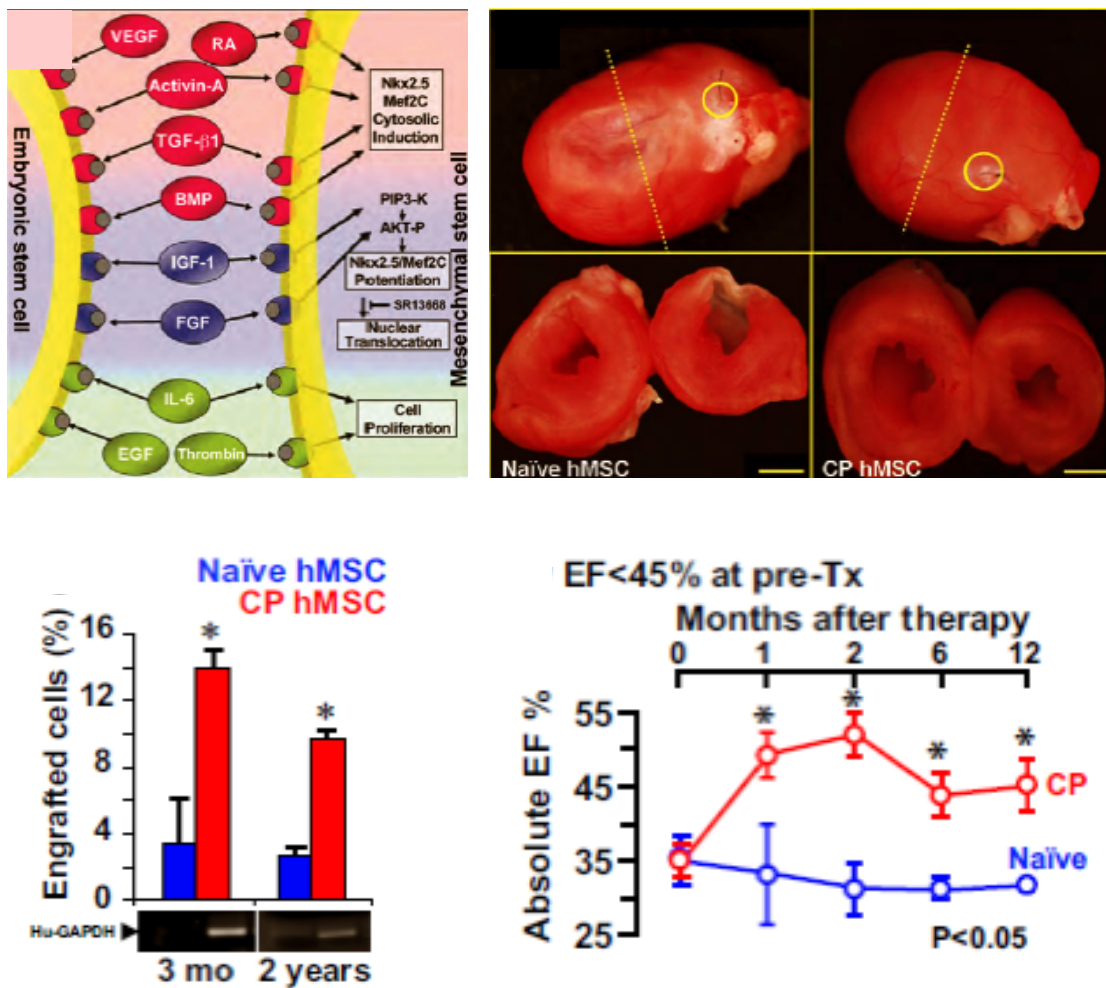 VEGF
RA
Activin-A
TGF-β1
BMP
IGF-1
FGF
IL-6
EGF
Thrombin
Embryonic stem cell
Nkx2.5
Mef2C
Cytosolic
Induction
PIP3-K
AKT-P
Nkx2.5/Mef2C
Potentiation
SR13668
Nuclear
Translocation
Cell
Proliferation
Mesenchymal stem cell
Naïve hMSC
CP hMSC
Naïve hMSC
CP hMSC
Engrafted cells (%)
16
12
8
4
0
*
*
Hu-GAPDH
3 mo
2 years
EF<45% at pre-Tx
Months after therapy
0 1 2 6 12
Absolute EF %
55
45
35
25
* * * *
CP
Naïve
P<0.05